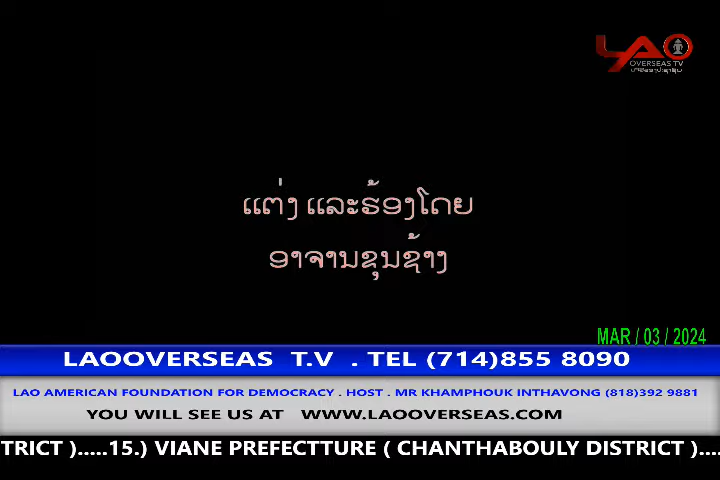 LAO
OVERSEAS TV
ແຕ່ງ ແລະຮ້ອງໂດຍ
ອາຈານຂຸນຊ້າງ
MAR / 03 / 2024
LAOOVERSEAS T.V . TEL (714)855 8090
LAO AMERICAN FOUNDATION FOR DEMOCRACY . HOST . MR KHAMPHOUK INTHAVONG (818)392 9881
YOU WILL SEE US AT WWW.LAOOVERSEAS.COM
TRICT ).....15.) VIANE PREFECTTURE ( CHANTHABOULY DISTRICT )....